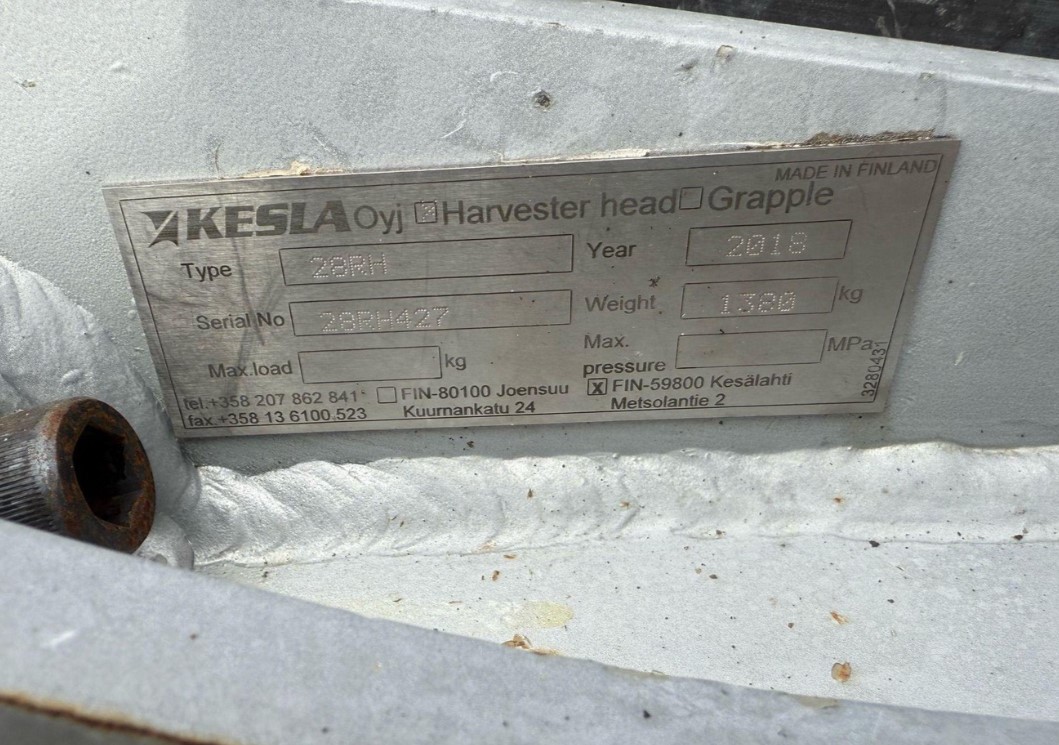 MADE IN FINLAND
KESLA Oyj ☒ Harvester head ☐ Grapple
Type 28RH Year 2018
Serial No 28RH427 Weight 1380 kg
Max.load kg Max. pressure MPa
tel.+358 207 862 841 ☐ FIN-80100 Joensuu ☒ FIN-59800 Kesälahti
fax.+358 13 6100 523 Kuurnankatu 24 Metsolantie 2
3280431